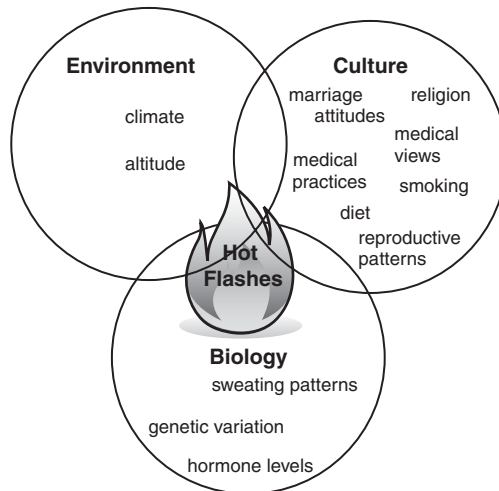 Environment
climate
altitude
Culture
marriage
attitudes
religion
medical
views
medical
practices
smoking
diet
reproductive
patterns
Hot
Flashes
Biology
sweating patterns
genetic variation
hormone levels